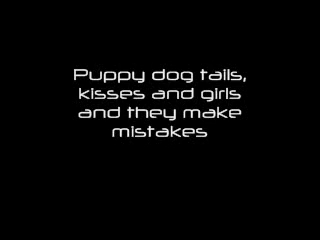 Puppy dog tails,
kisses and girls
and they make
mistakes